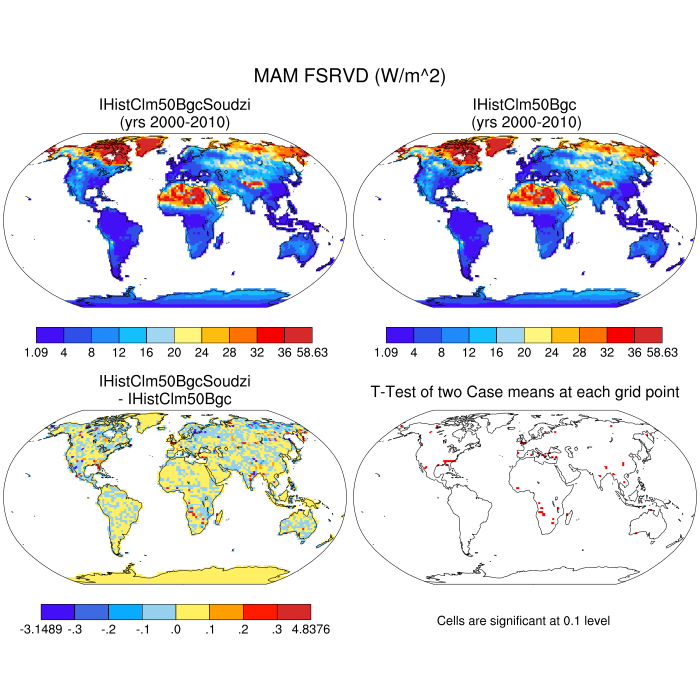 MAM FSRVD (W/m^2)
IHistClm50BgcSoudzi
(yrs 2000-2010)
IHistClm50Bgc
(yrs 2000-2010)
1.09 4 8 12 16 20 24 28 32 36 58.63
1.09 4 8 12 16 20 24 28 32 36 58.63
IHistClm50BgcSoudzi
- IHistClm50Bgc
T-Test of two Case means at each grid point
-3.1489 -.3 -.2 -.1 .0 .1 .2 .3 4.8376
Cells are significant at 0.1 level